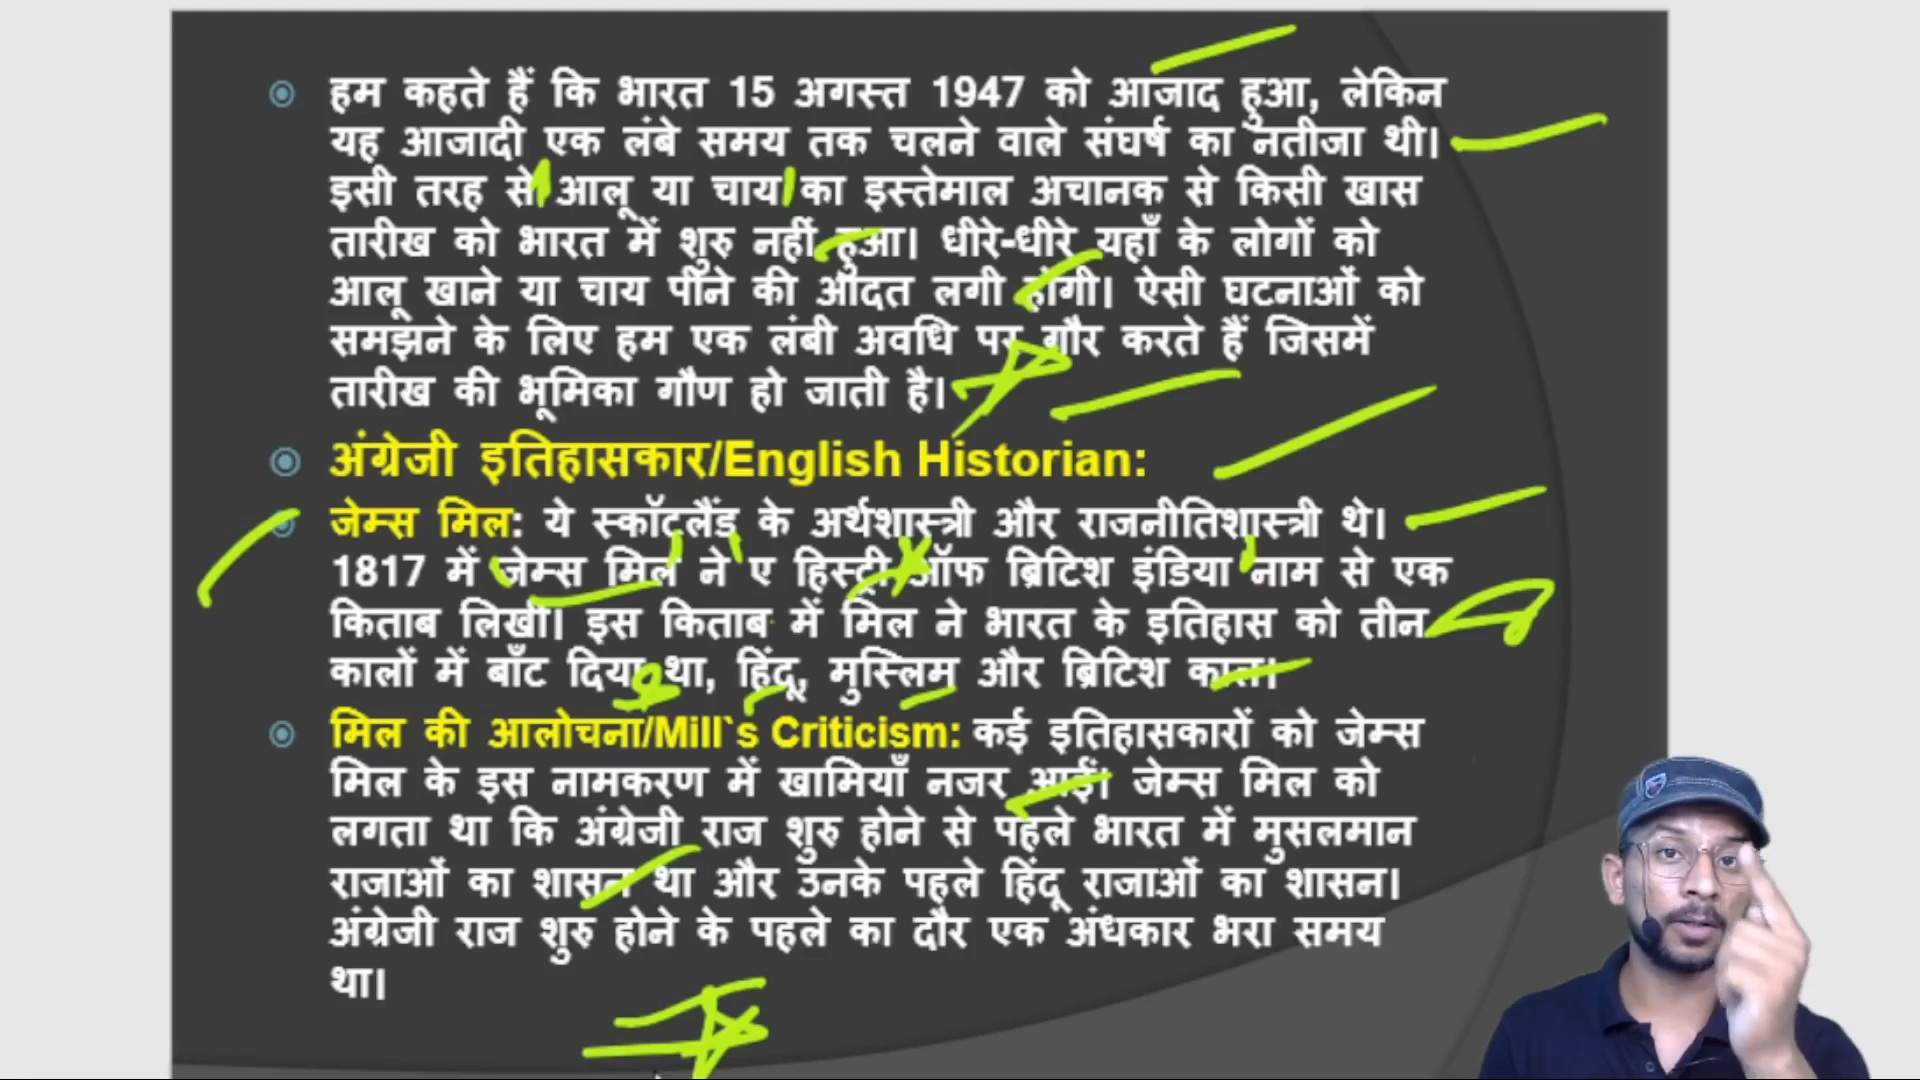 हम कहते हैं कि भारत 15 अगस्त 1947 को आजाद हुआ, लेकिन
यह आजादी एक लंबे समय तक चलने वाले संघर्ष का नतीजा थी।
इसी तरह से आलू या चाय का इस्तेमाल अचानक से किसी खास
तारीख को भारत में शुरु नहीं हुआ। धीरे-धीरे यहाँ के लोगों को
आलू खाने या चाय पीने की आदत लगी होगी। ऐसी घटनाओं को
समझने के लिए हम एक लंबी अवधि पर गौर करते हैं जिसमें
तारीख की भूमिका गौण हो जाती है।
अंग्रेजी इतिहासकार/English Historian:
जेम्स मिल: ये स्कॉटलैंड के अर्थशास्त्री और राजनीतिशास्त्री थे।
1817 में जेम्स मिल ने ए हिस्ट्री ऑफ ब्रिटिश इंडिया नाम से एक
किताब लिखी। इस किताब में मिल ने भारत के इतिहास को तीन
कालों में बाँट दिया था, हिंदू, मुस्लिम और ब्रिटिश काल।
मिल की आलोचना/Mill`s Criticism: कई इतिहासकारों को जेम्स
मिल के इस नामकरण में खामियाँ नजर आईं। जेम्स मिल को
लगता था कि अंग्रेजी राज शुरु होने से पहले भारत में मुसलमान
राजाओं का शासन था और उनके पहले हिंदू राजाओं का शासन।
अंग्रेजी राज शुरु होने के पहले का दौर एक अंधकार भरा समय
था।